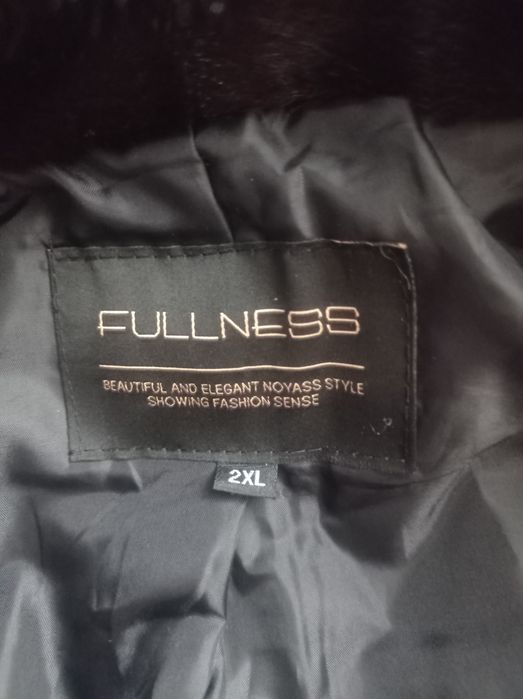 FULLNESS
BEAUTIFUL AND ELEGANT NOYASS STYLE
SHOWING FASHION SENSE
2XL